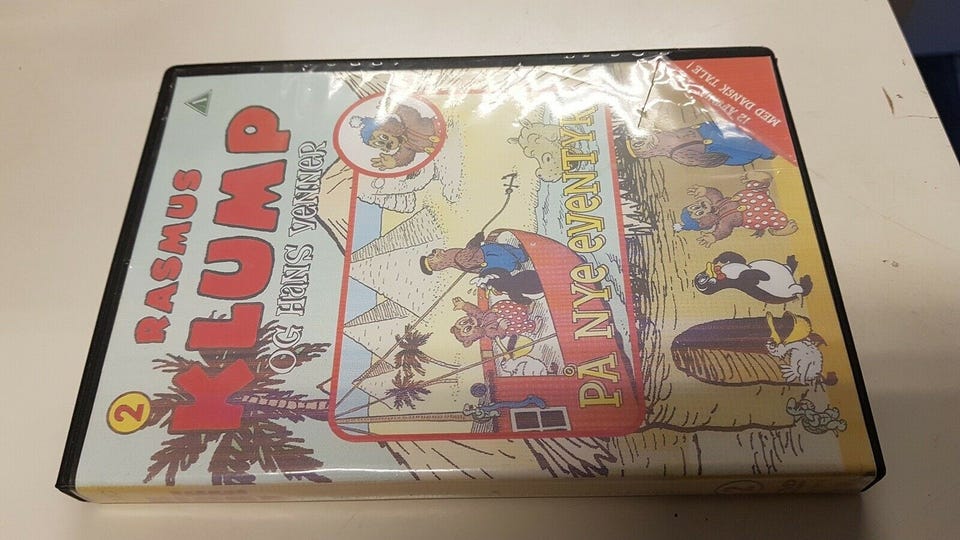 2
RASMUS
KLUMP
OG HANS VENNER
MED DANSK TALE!
PÅ NYE EVENTYR